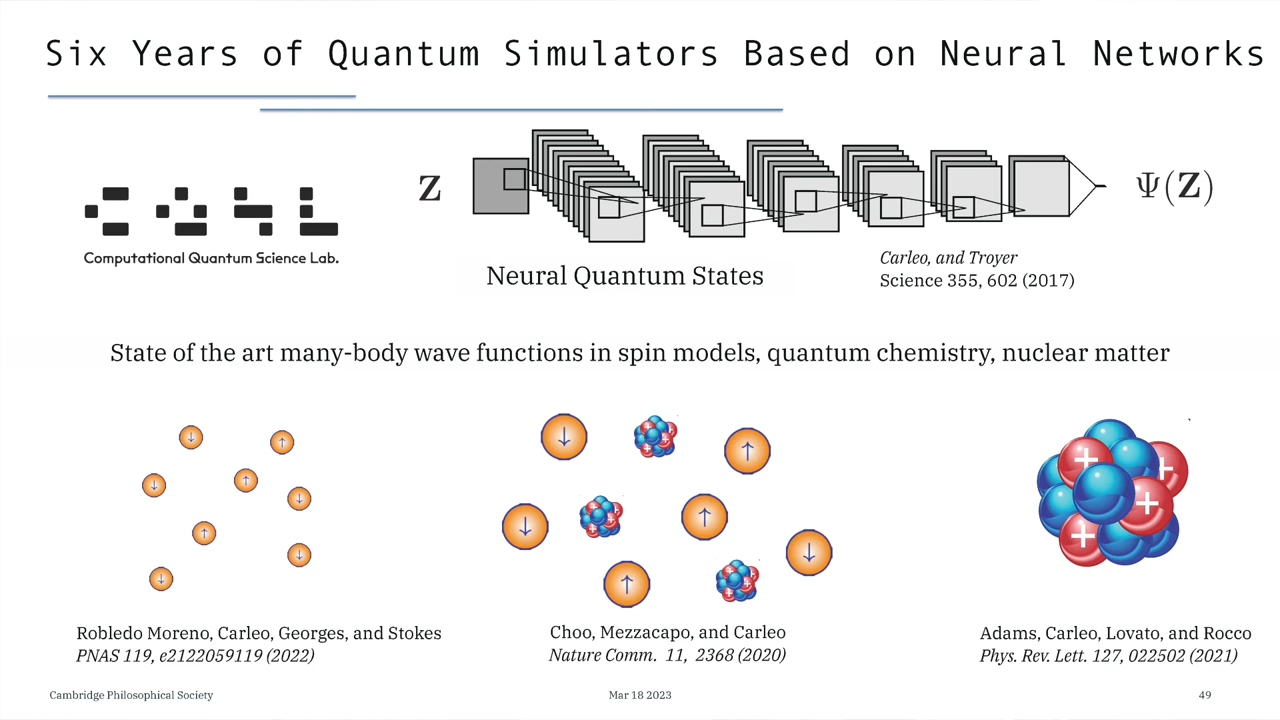 Six Years of Quantum Simulators Based on Neural Networks
Computational Quantum Science Lab.
Z
Ψ(Z)
Neural Quantum States
Carleo, and Troyer
Science 355, 602 (2017)
State of the art many-body wave functions in spin models, quantum chemistry, nuclear matter
Robledo Moreno, Carleo, Georges, and Stokes
PNAS 119, e2122059119 (2022)
Choo, Mezzacapo, and Carleo
Nature Comm. 11, 2368 (2020)
Adams, Carleo, Lovato, and Rocco
Phys. Rev. Lett. 127, 022502 (2021)
Cambridge Philosophical Society
Mar 18 2023
49